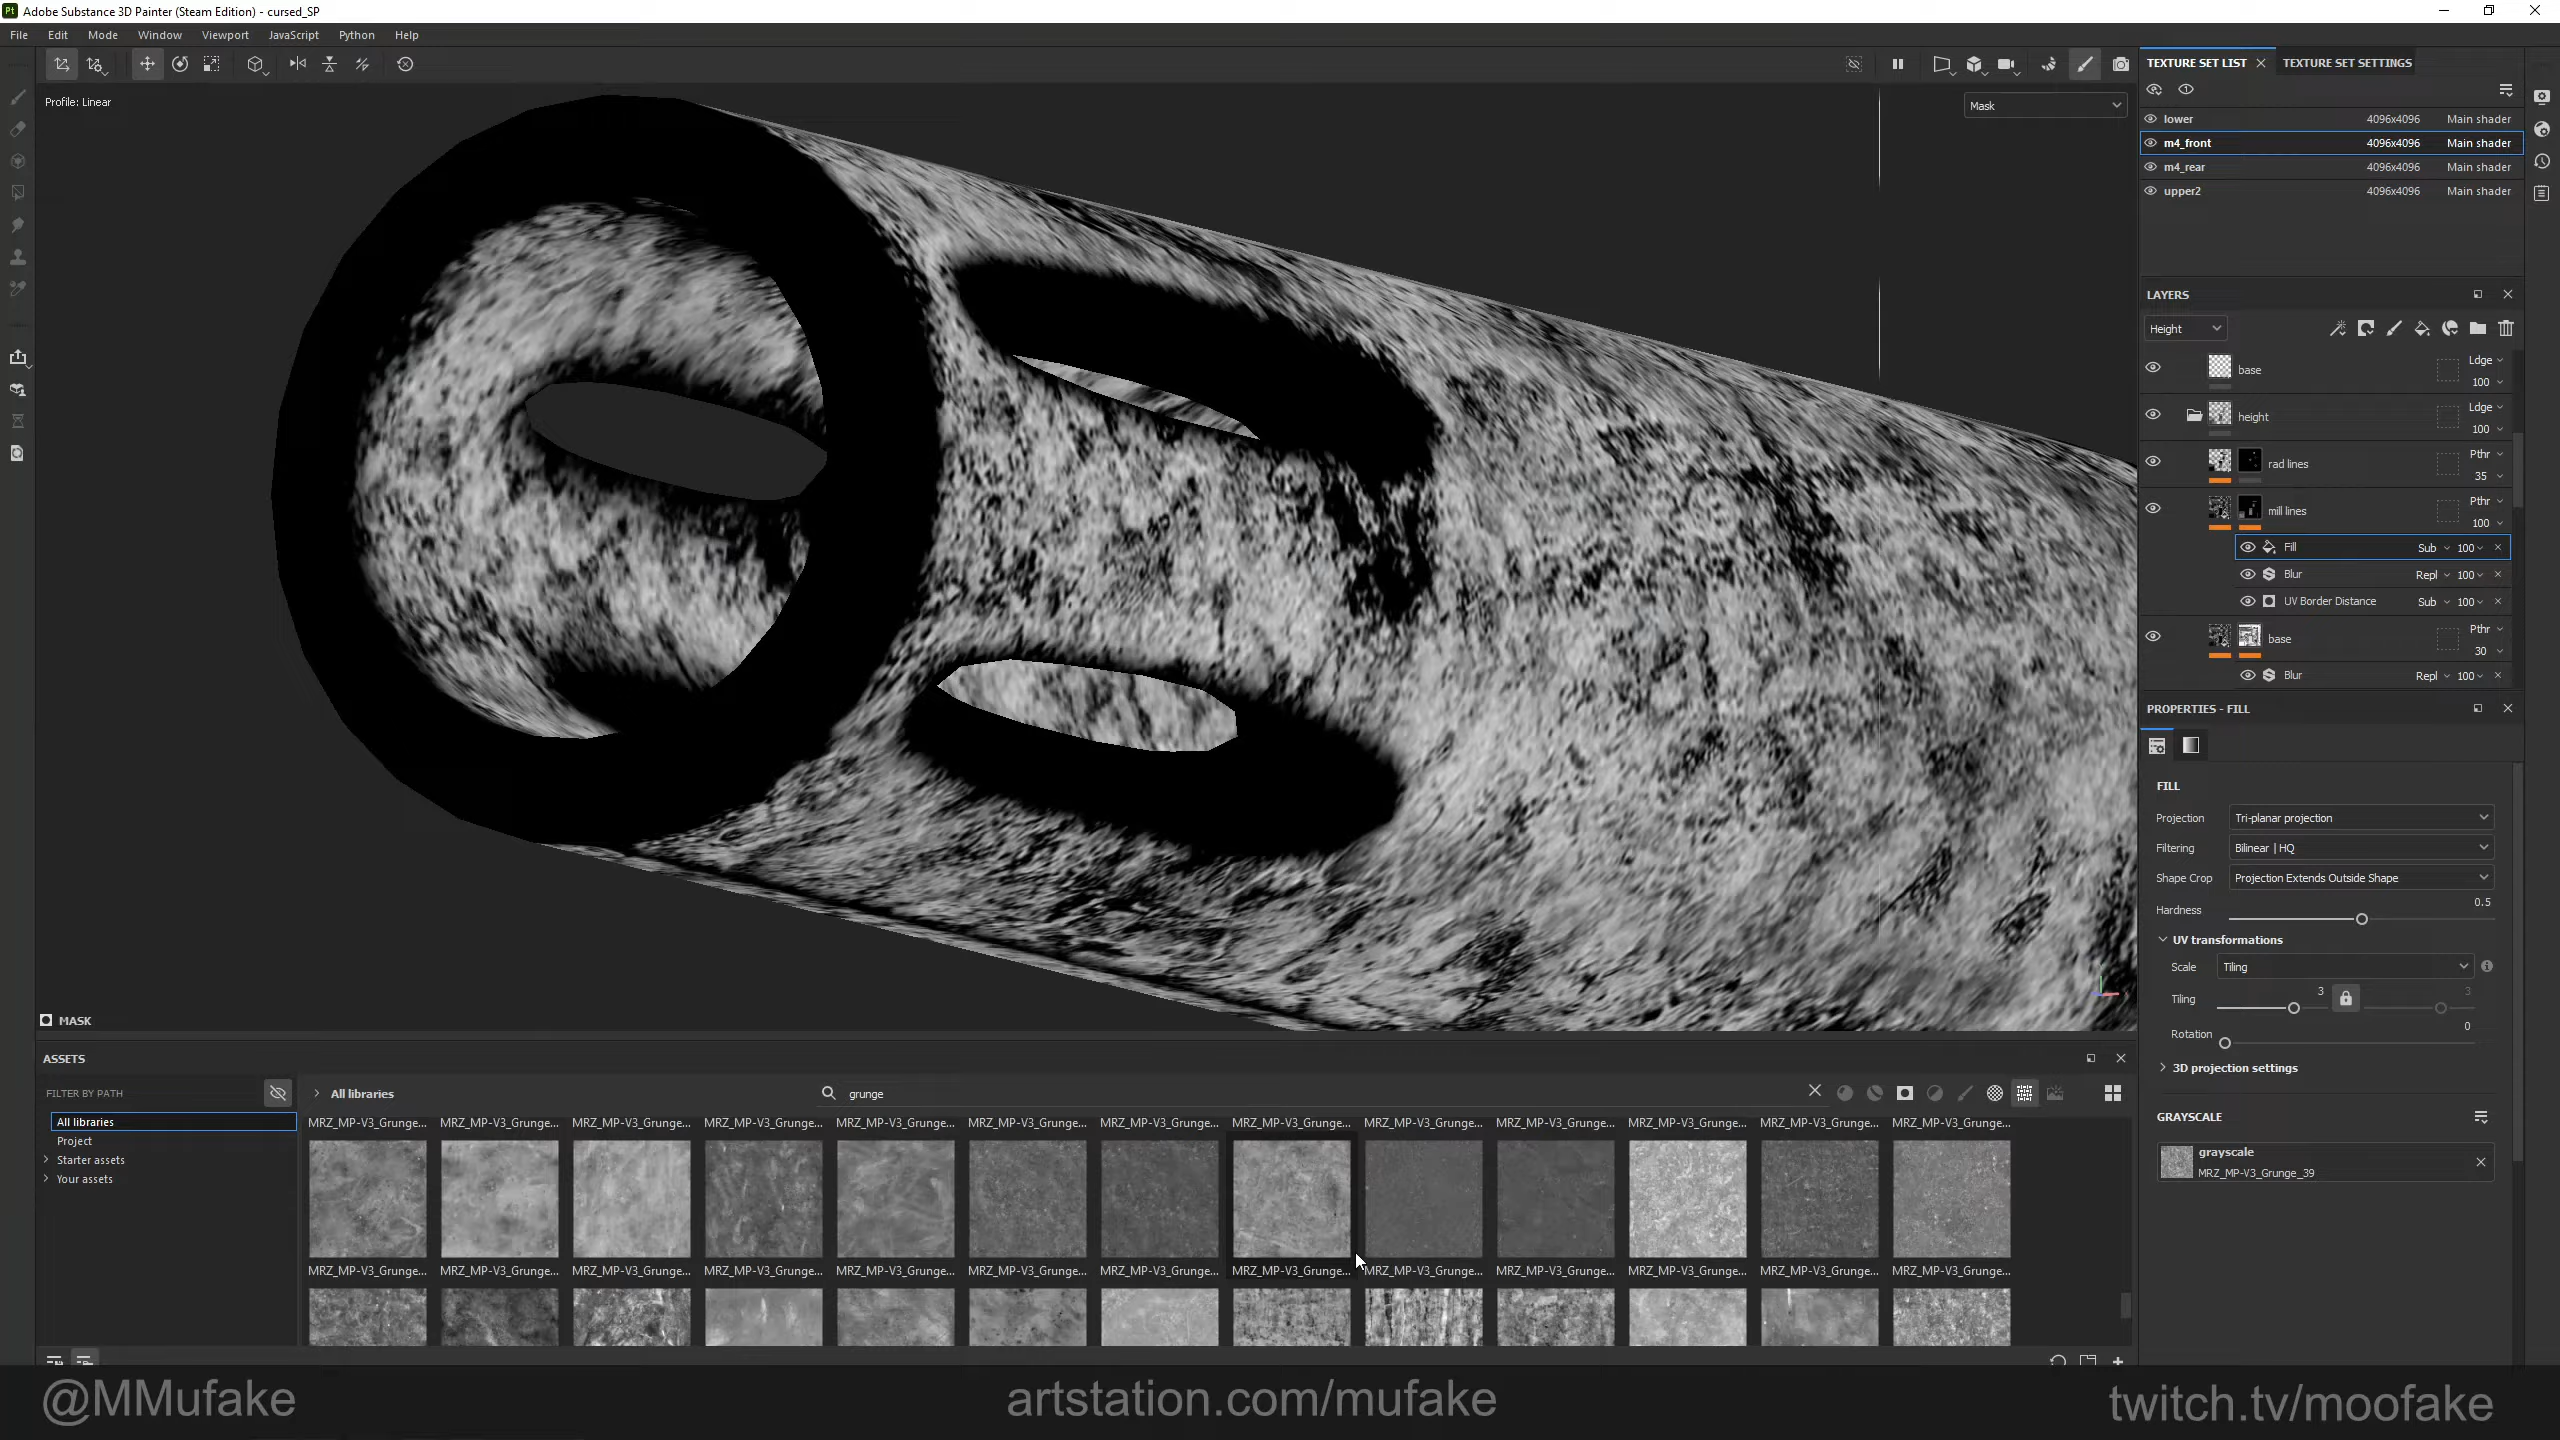 Adobe Substance 3D Painter (Steam Edition) - cursed_SP
File Edit Mode Window Viewport JavaScript Python Help
Profile: Linear
Mask
MASK
TEXTURE SET LIST TEXTURE SET SETTINGS
lower 4096x4096 Main shader
m4_front 4096x4096 Main shader
m4_rear 4096x4096 Main shader
upper2 4096x4096 Main shader
LAYERS
Height
base Ldge 100
height Ldge 100
rad lines Pthr 35
mill lines Pthr 100
Fill Sub 100
Blur Repl 100
UV Border Distance Sub 100
base Pthr 30
Blur Repl 100
PROPERTIES - FILL
FILL
Projection Tri-planar projection
Filtering Bilinear | HQ
Shape Crop Projection Extends Outside Shape
Hardness 0.5
UV transformations
Scale Tiling
Tiling 3 3
Rotation 0
3D projection settings
GRAYSCALE
grayscale
MRZ_MP-V3_Grunge_39
ASSETS
FILTER BY PATH
All libraries
Project
Starter assets
Your assets
All libraries
grunge
MRZ_MP-V3_Grunge... MRZ_MP-V3_Grunge... MRZ_MP-V3_Grunge... MRZ_MP-V3_Grunge... MRZ_MP-V3_Grunge... MRZ_MP-V3_Grunge... MRZ_MP-V3_Grunge... MRZ_MP-V3_Grunge... MRZ_MP-V3_Grunge... MRZ_MP-V3_Grunge... MRZ_MP-V3_Grunge... MRZ_MP-V3_Grunge... MRZ_MP-V3_Grunge...
MRZ_MP-V3_Grunge... MRZ_MP-V3_Grunge... MRZ_MP-V3_Grunge... MRZ_MP-V3_Grunge... MRZ_MP-V3_Grunge... MRZ_MP-V3_Grunge... MRZ_MP-V3_Grunge... MRZ_MP-V3_Grunge... MRZ_MP-V3_Grunge... MRZ_MP-V3_Grunge... MRZ_MP-V3_Grunge... MRZ_MP-V3_Grunge... MRZ_MP-V3_Grunge...
@MMufake artstation.com/mufake twitch.tv/moofake